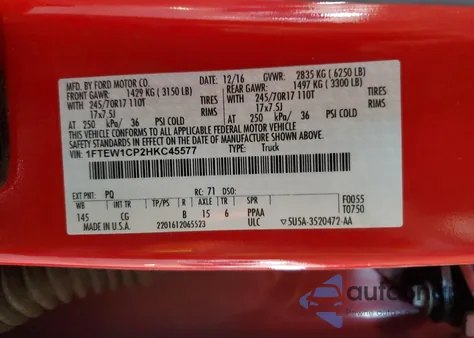 MFD. BY FORD MOTOR CO.
12/16 GVWR: 2835 KG ( 6250 LB)
FRONT GAWR: 1429 KG ( 3150 LB) REAR GAWR: 1497 KG ( 3300 LB)
WITH 245/70R17 110T TIRES WITH 245/70R17 110T TIRES
17x7.5J RIMS 17x7.5J RIMS
AT 250 kPa/ 36 PSI COLD AT 250 kPa/ 36 PSI COLD
THIS VEHICLE CONFORMS TO ALL APPLICABLE FEDERAL MOTOR VEHICLE
SAFETY STANDARDS IN EFFECT ON THE DATE OF MANUFACTURE SHOWN ABOVE.
VIN: 1FTEW1CP2HKC45577 TYPE: Truck
EXT PNT: PQ RC: 71 DSO: F0055
WB INT TR TP/PS R AXLE TR SPR T0750
145 CG B 15 6 PPAA
MADE IN U.S.A. 2201612065523 ULC ▽ 5U5A-3520472-AA